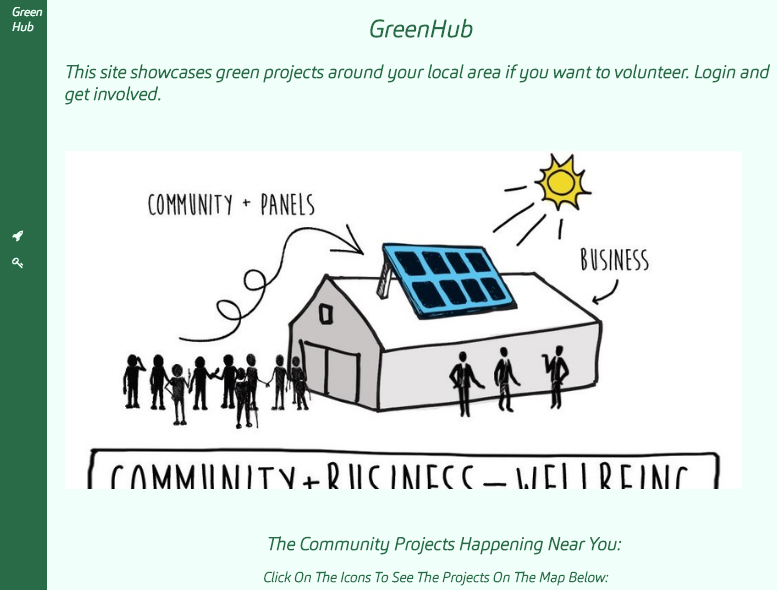 Green
Hub
GreenHub
This site showcases green projects around your local area if you want to volunteer. Login and
get involved.
COMMUNITY + PANELS
BUSINESS
COMMUNITY+BUSINESS–WELLBEING
The Community Projects Happening Near You:
Click On The Icons To See The Projects On The Map Below: